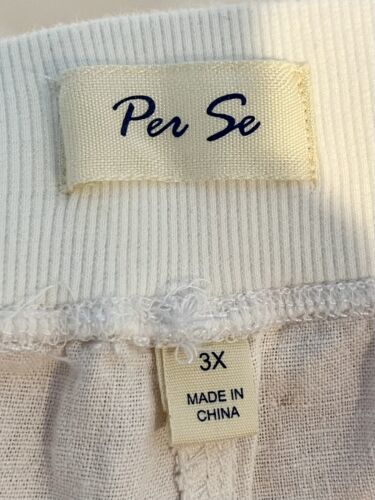 Per Se
3X
MADE IN
CHINA